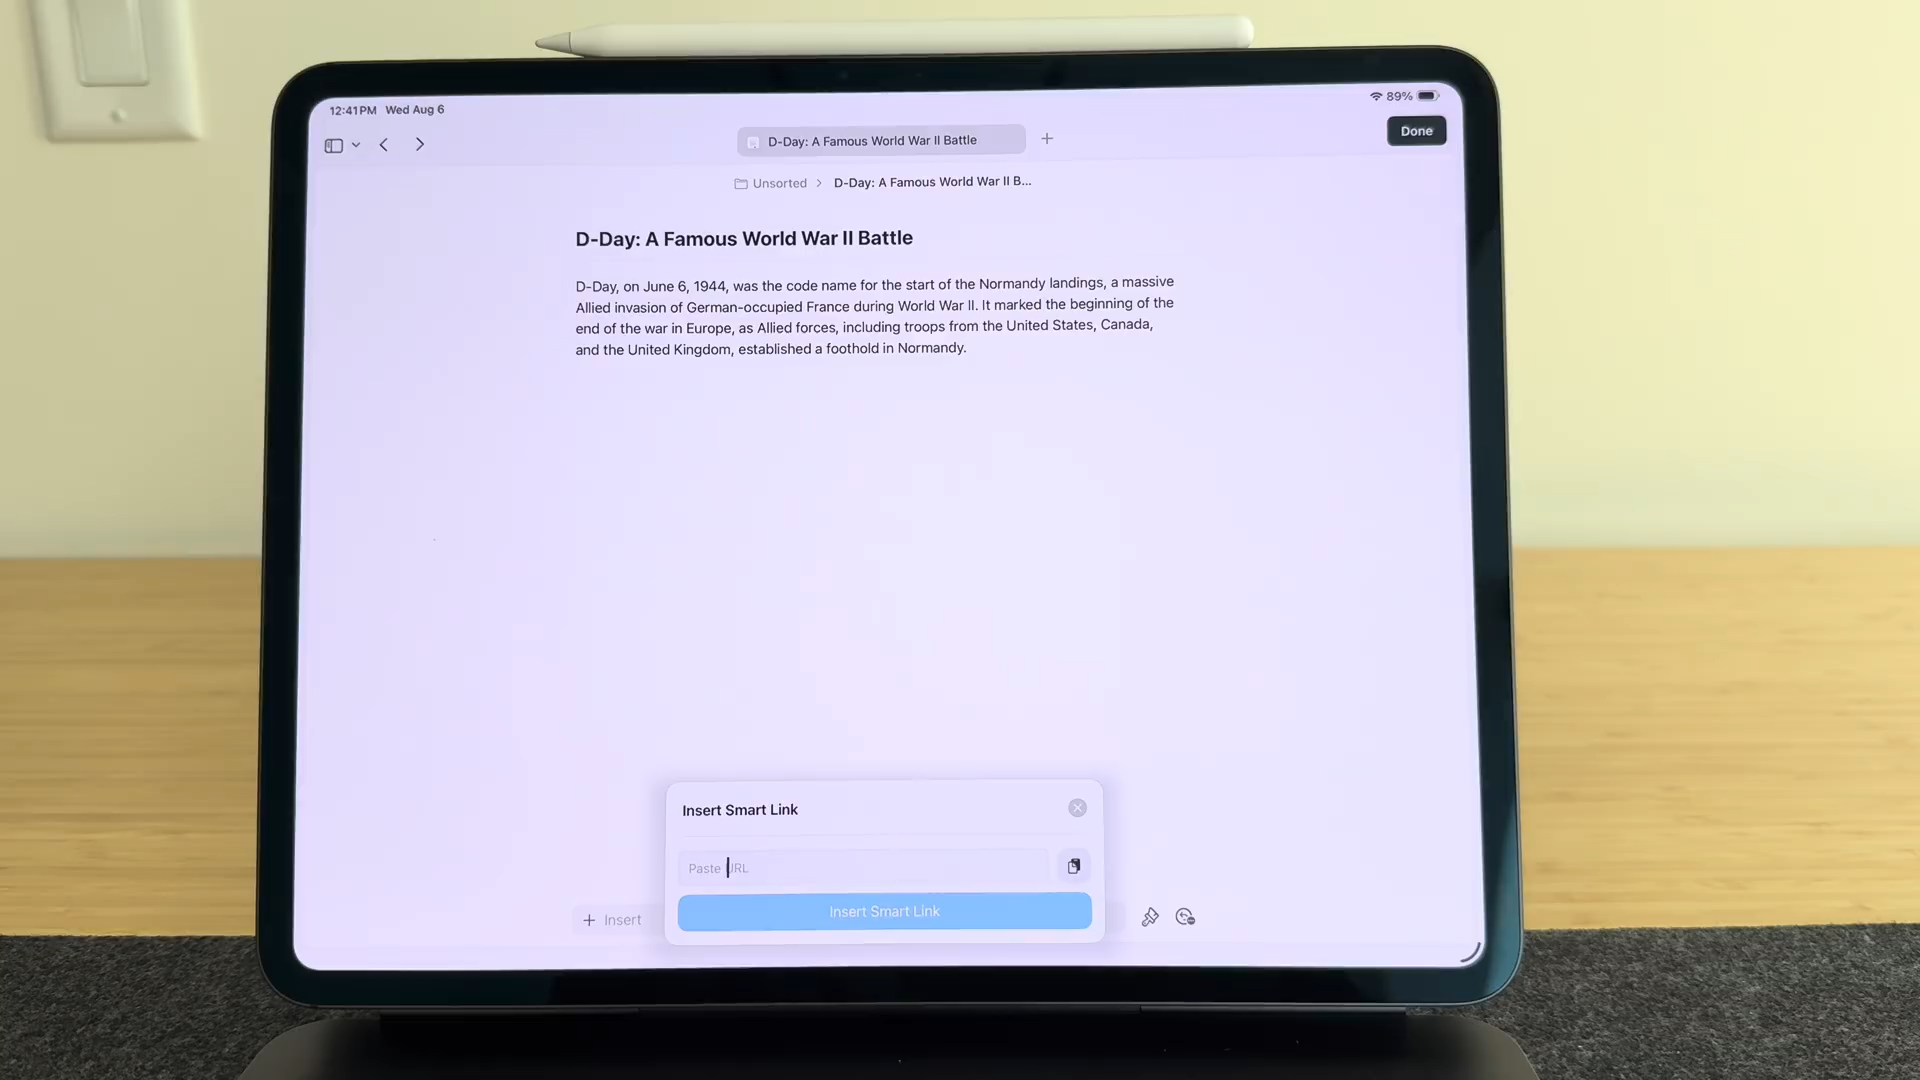 12:41 PM Wed Aug 6
89%
D-Day: A Famous World War II Battle
Done
Unsorted > D-Day: A Famous World War II B...
D-Day: A Famous World War II Battle
D-Day, on June 6, 1944, was the code name for the start of the Normandy landings, a massive
Allied invasion of German-occupied France during World War II. It marked the beginning of the
end of the war in Europe, as Allied forces, including troops from the United States, Canada,
and the United Kingdom, established a foothold in Normandy.
Insert Smart Link
Paste URL
Insert Smart Link
+ Insert